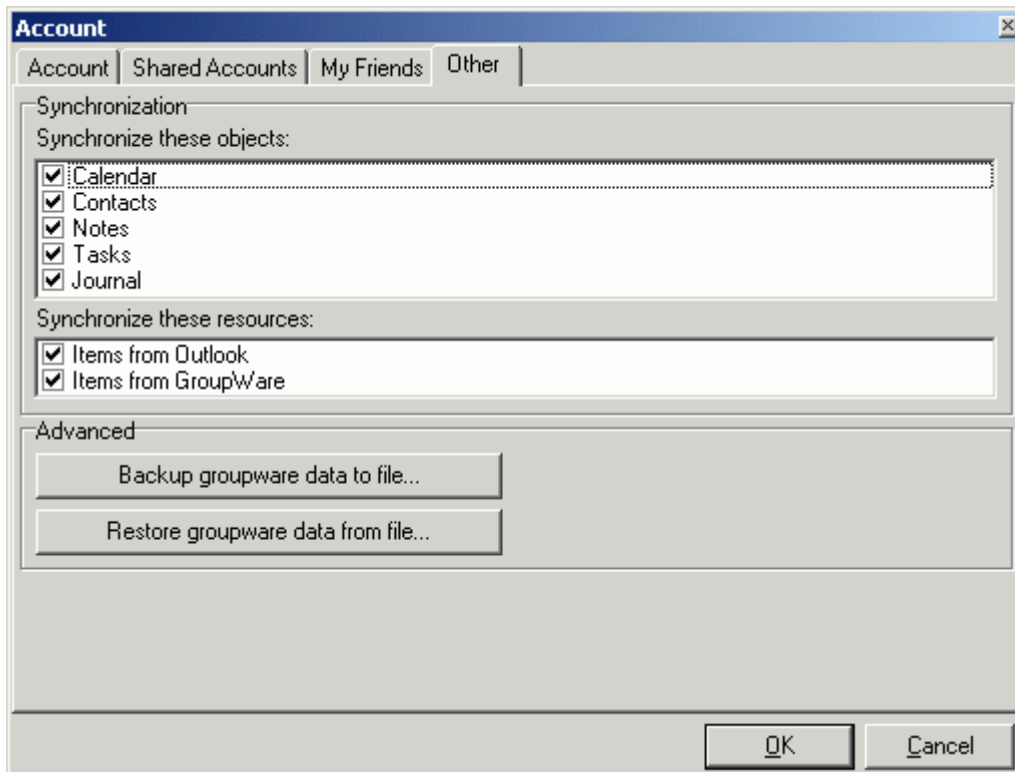 Account
Account Shared Accounts My Friends Other
Synchronization
Synchronize these objects:
Calendar
Contacts
Notes
Tasks
Journal
Synchronize these resources:
Items from Outlook
Items from GroupWare
Advanced
Backup groupware data to file...
Restore groupware data from file...
OK Cancel